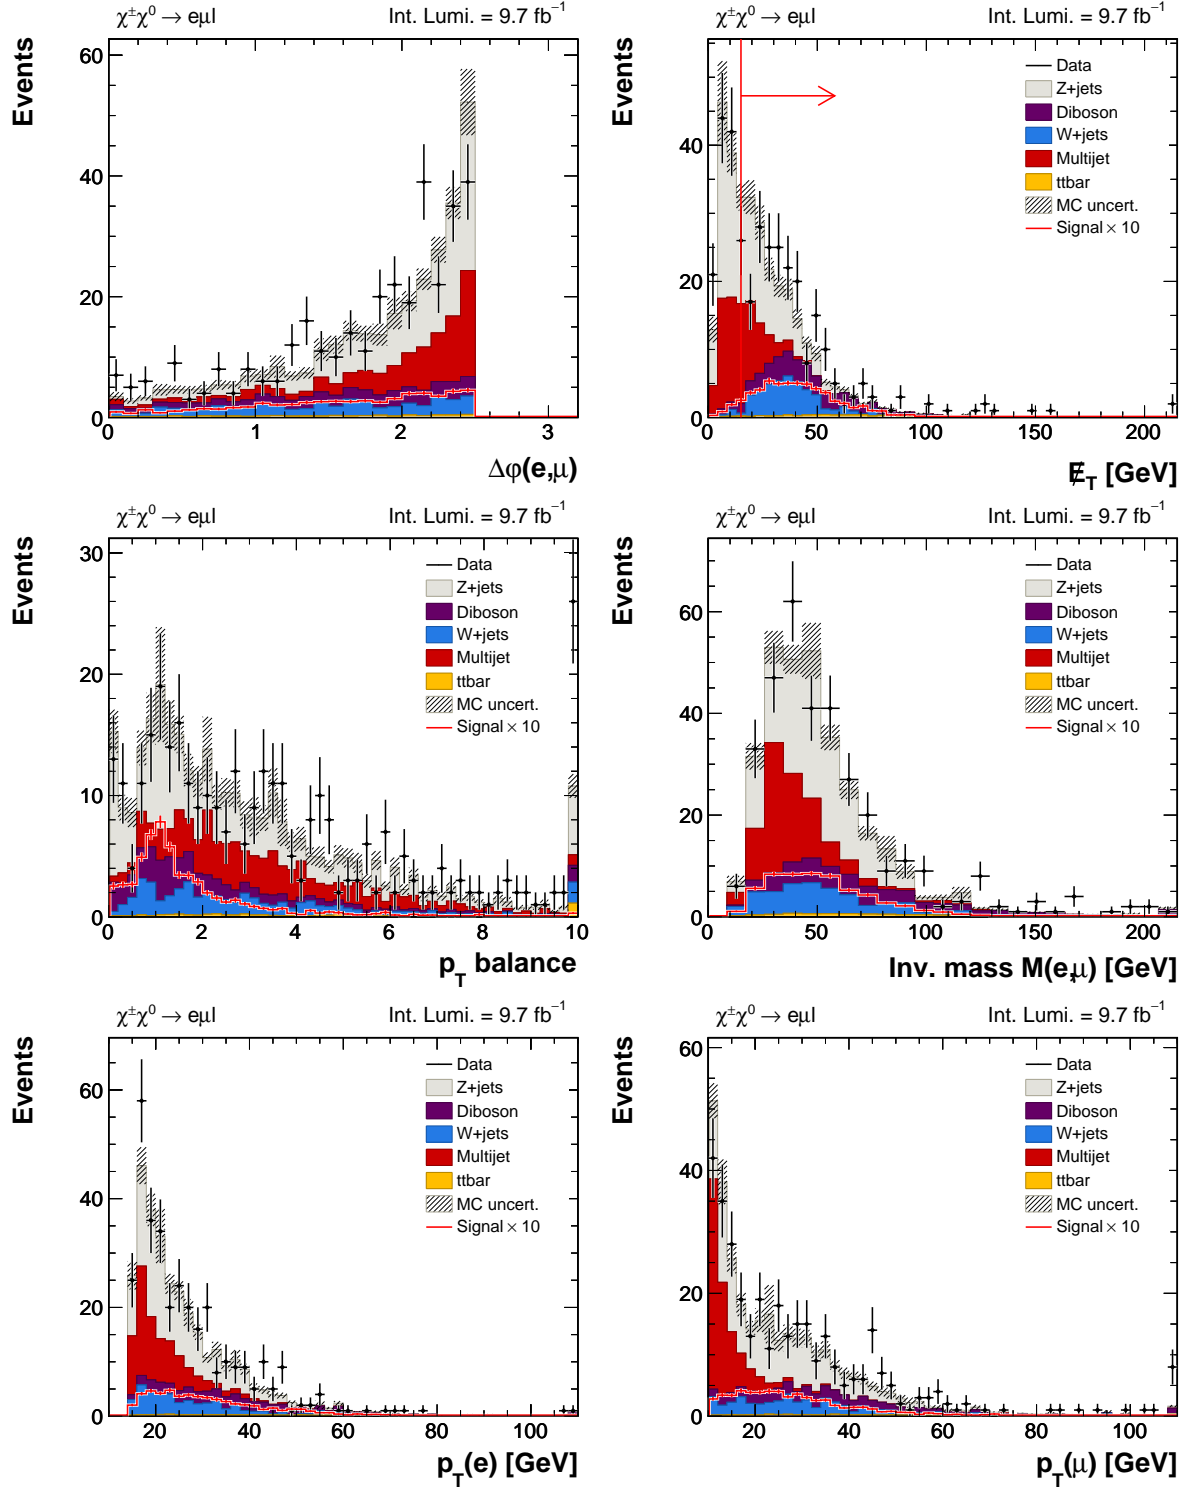 χ±χ0 → eμl Int. Lumi. = 9.7 fb−1
Events
60
40
20
0
0 1 2 3
Δφ(e,μ)
χ±χ0 → eμl Int. Lumi. = 9.7 fb−1
Events
40
20
0
0 50 100 150 200
Data
Z+jets
Diboson
W+jets
Multijet
ttbar
MC uncert.
Signal × 10
E̸T [GeV]
χ±χ0 → eμl Int. Lumi. = 9.7 fb−1
Events
30
20
10
0
0 2 4 6 8 10
Data
Z+jets
Diboson
W+jets
Multijet
ttbar
MC uncert.
Signal × 10
pT balance
χ±χ0 → eμl Int. Lumi. = 9.7 fb−1
Events
60
40
20
0
0 50 100 150 200
Data
Z+jets
Diboson
W+jets
Multijet
ttbar
MC uncert.
Signal × 10
Inv. mass M(e,μ) [GeV]
χ±χ0 → eμl Int. Lumi. = 9.7 fb−1
Events
60
40
20
0
20 40 60 80 100
Data
Z+jets
Diboson
W+jets
Multijet
ttbar
MC uncert.
Signal × 10
pT(e) [GeV]
χ±χ0 → eμl Int. Lumi. = 9.7 fb−1
Events
60
40
20
0
20 40 60 80 100
Data
Z+jets
Diboson
W+jets
Multijet
ttbar
MC uncert.
Signal × 10
pT(μ) [GeV]